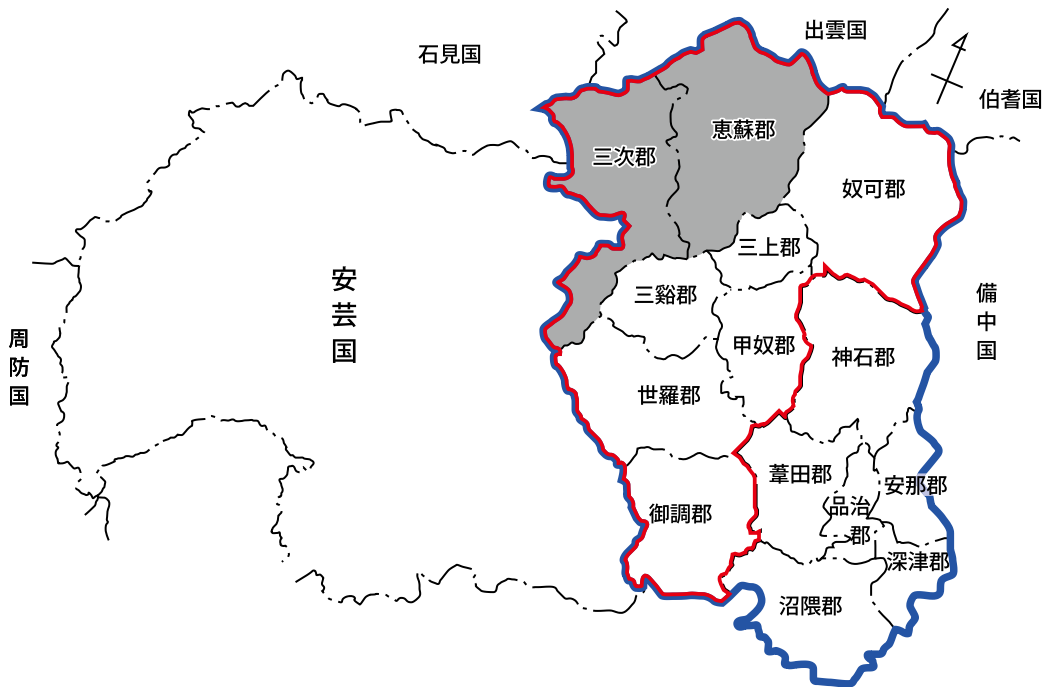 出雲国
石見国
伯耆国
恵蘇郡
三次郡
奴可郡
三上郡
安芸国
三谿郡
備中国
周防国
甲奴郡
神石郡
世羅郡
葦田郡
安那郡
品治郡
御調郡
深津郡
沼隈郡